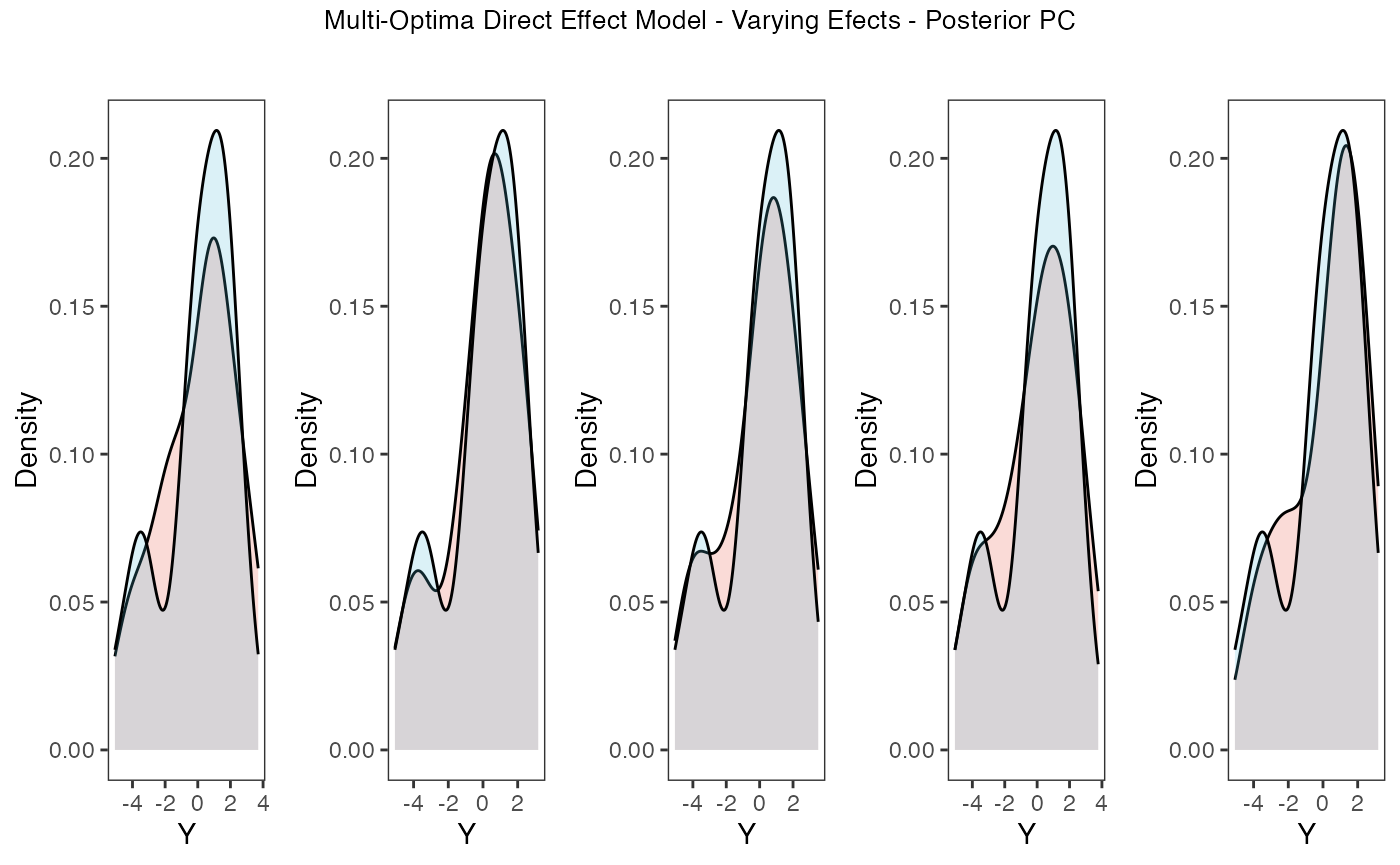 Multi-Optima Direct Effect Model - Varying Efects - Posterior PC
0.20 0.20 0.20 0.20 0.20
0.15 0.15 0.15 0.15 0.15
Density Density Density Density Density
0.10 0.10 0.10 0.10 0.10
0.05 0.05 0.05 0.05 0.05
0.00 0.00 0.00 0.00 0.00
-4 -2 0 2 4 -4 -2 0 2 -4 -2 0 2 -4 -2 0 2 4 -4 -2 0 2
Y Y Y Y Y